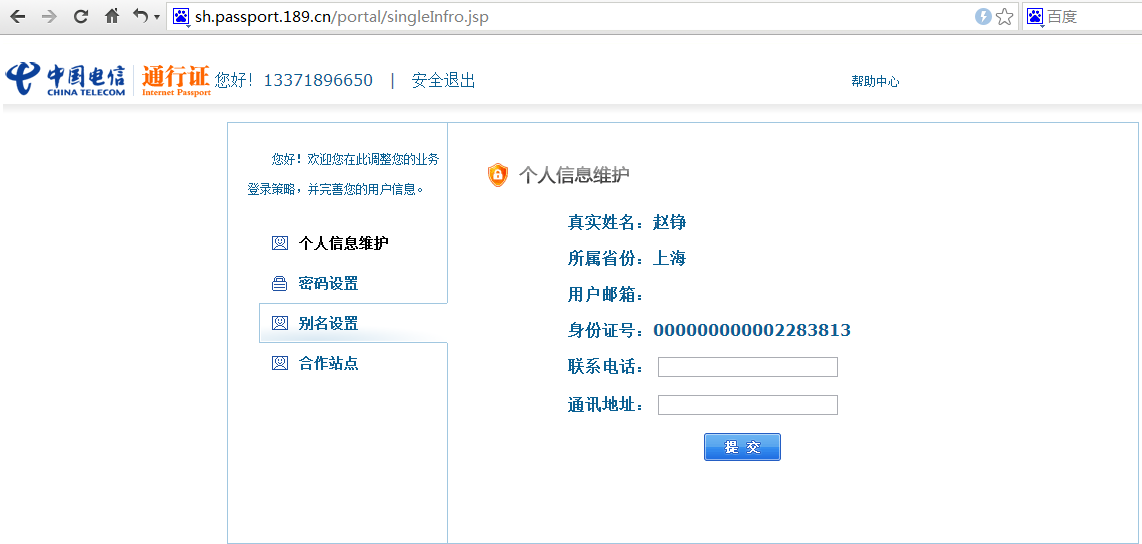 sh.passport.189.cn/portal/singleInfro.jsp
百度
中国电信
CHINA TELECOM
通行证
Internet Passport
您好！13371896650 | 安全退出
帮助中心
您好！欢迎您在此调整您的业务
登录策略，并完善您的用户信息。
个人信息维护
密码设置
别名设置
合作站点
个人信息维护
真实姓名：赵铮
所属省份：上海
用户邮箱：
身份证号：000000000002283813
联系电话：
通讯地址：
提 交